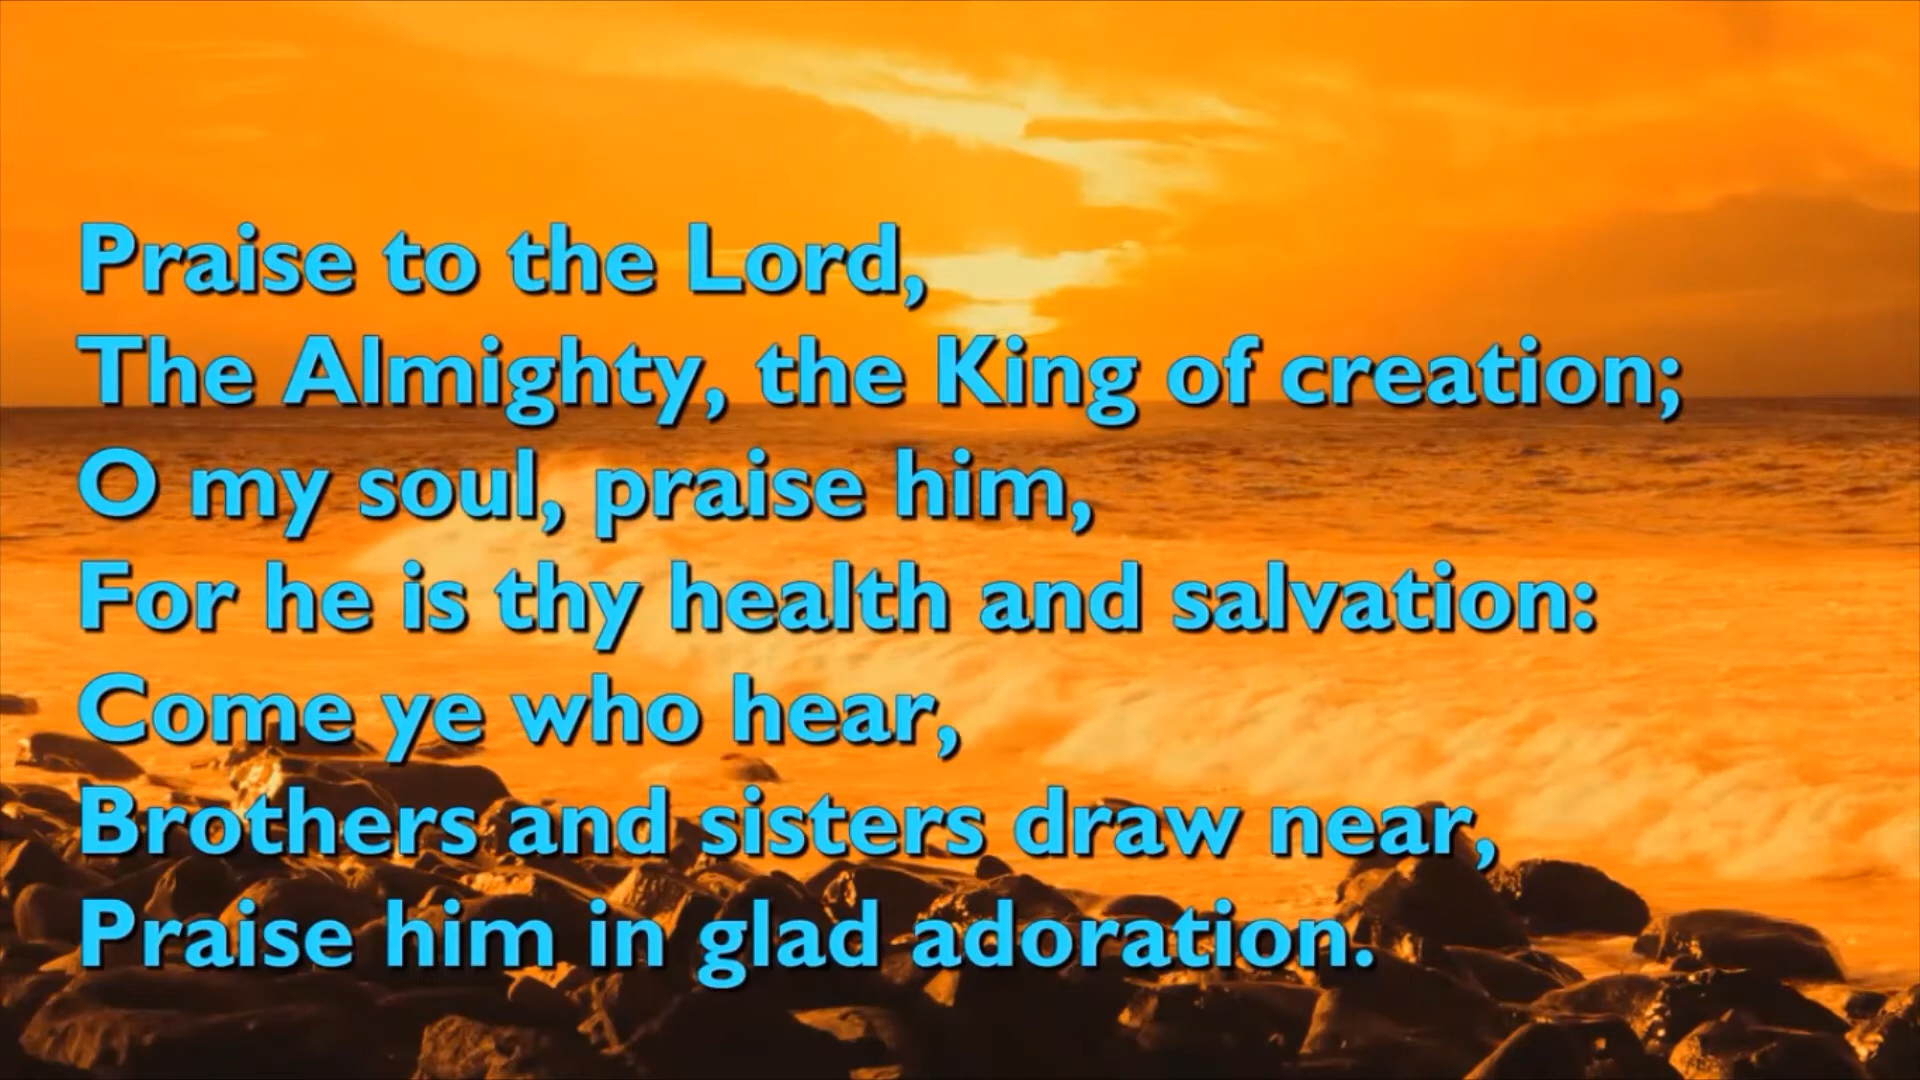 Praise to the Lord,
The Almighty, the King of creation;
O my soul, praise him,
For he is thy health and salvation:
Come ye who hear,
Brothers and sisters draw near,
Praise him in glad adoration.